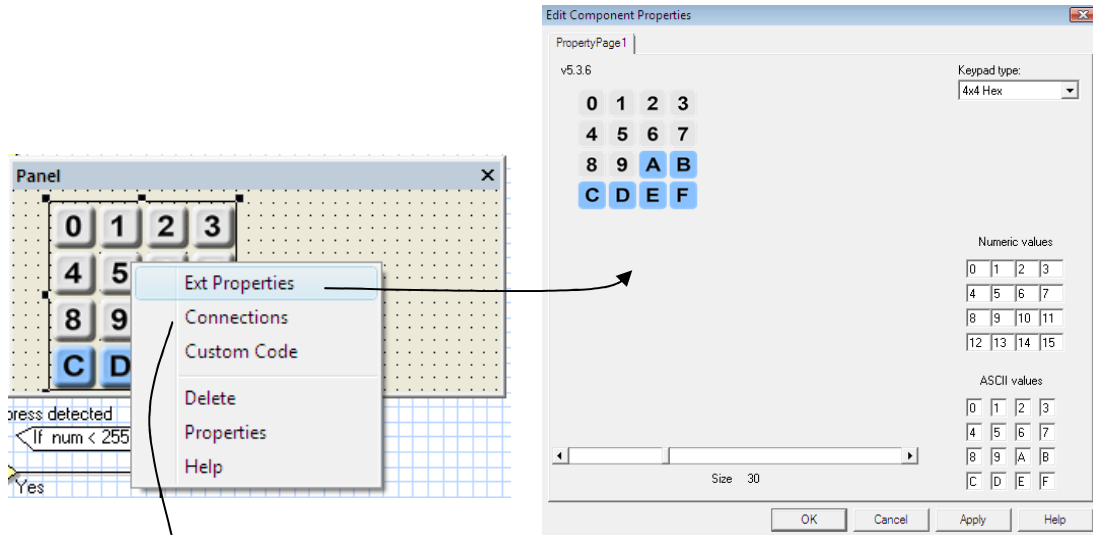 Panel
0 1 2 3
4 5
8 9
C D
Ext Properties
Connections
Custom Code
Delete
Properties
Help
press detected
If num < 255
Yes
Edit Component Properties
PropertyPage1
v5.3.6
0 1 2 3
4 5 6 7
8 9 A B
C D E F
Keypad type:
4x4 Hex
Numeric values
0 1 2 3
4 5 6 7
8 9 10 11
12 13 14 15
ASCII values
0 1 2 3
4 5 6 7
8 9 A B
C D E F
Size 30
OK Cancel Apply Help